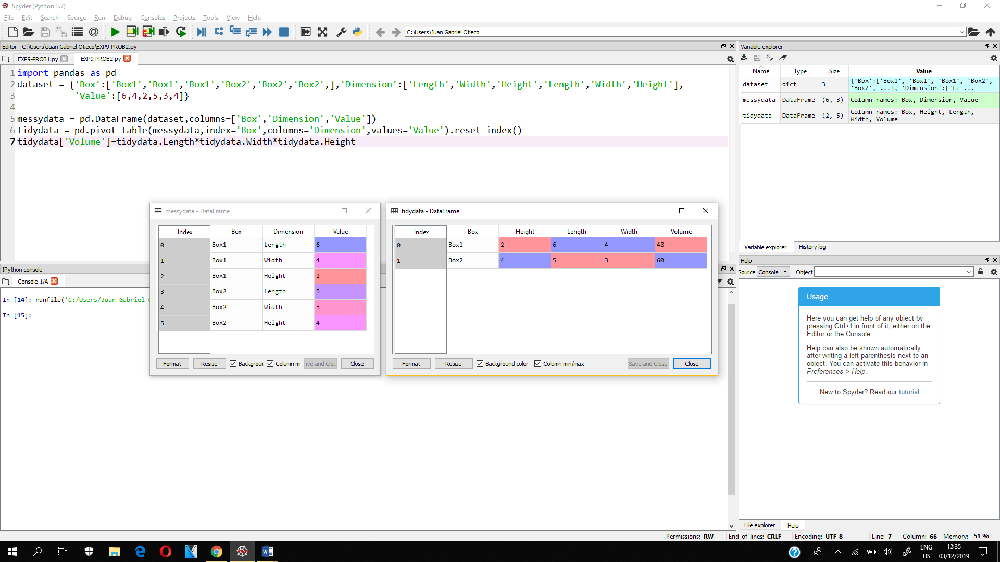 Spyder (Python 3.7)
File Edit Search Source Run Debug Consoles Projects Tools View Help
C:\Users\Juan Gabriel Otieco
Editor - C:\Users\Juan Gabriel Otieco\EXP9-PROB2.py
EXP9-PROB1.py EXP9-PROB2.py
1 import pandas as pd
2 dataset = {'Box':['Box1','Box1','Box1','Box2','Box2','Box2',],'Dimension':['Length','Width','Height','Length','Width','Height'],
3 'Value':[6,4,2,5,3,4]}
4
5 messydata = pd.DataFrame(dataset,columns=['Box','Dimension','Value'])
6 tidydata = pd.pivot_table(messydata,index='Box',columns='Dimension',values='Value').reset_index()
7 tidydata['Volume']=tidydata.Length*tidydata.Width*tidydata.Height
messydata - DataFrame
Index Box Dimension Value
0 Box1 Length 6
1 Box1 Width 4
2 Box1 Height 2
3 Box2 Length 5
4 Box2 Width 3
5 Box2 Height 4
Format Resize Backgrour Column m ave and Clos Close
tidydata - DataFrame
Index Box Height Length Width Volume
0 Box1 2 6 4 48
1 Box2 4 5 3 60
Format Resize Background color Column min/max Save and Close Close
IPython console
Console 1/A
In [14]: runfile('C:/Users/Juan Gabriel
In [15]:
Variable explorer
Name Type Size Value
dataset dict 3 {'Box':['Box1', 'Box1', 'Box1', 'Box2',
'Box2', ...], 'Dimension':['Le ...
messydata DataFrame (6, 3) Column names: Box, Dimension, Value
tidydata DataFrame (2, 5) Column names: Box, Height, Length,
Width, Volume
Variable explorer History log
Help
Source Console Object
Usage
Here you can get help of any object by
pressing Ctrl+I in front of it, either on the
Editor or the Console.
Help can also be shown automatically
after writing a left parenthesis next to an
object. You can activate this behavior in
Preferences > Help.
New to Spyder? Read our tutorial
File explorer Help
Permissions: RW End-of-lines: CRLF Encoding: UTF-8 Line: 7 Column: 66 Memory: 51 %
ENG
US
12:35
03/12/2019